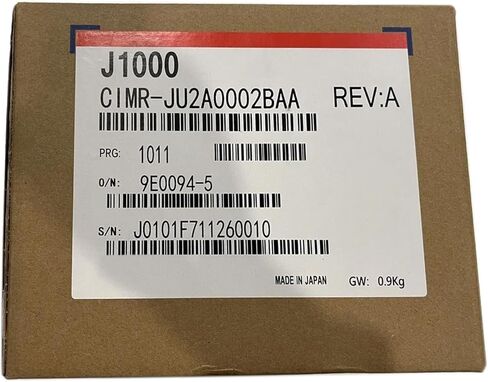 J1000
CIMR-JU2A0002BAA REV:A
PRG: 1011
O/N: 9E0094-5
S/N: J0101F711260010
MADE IN JAPAN GW: 0.9Kg